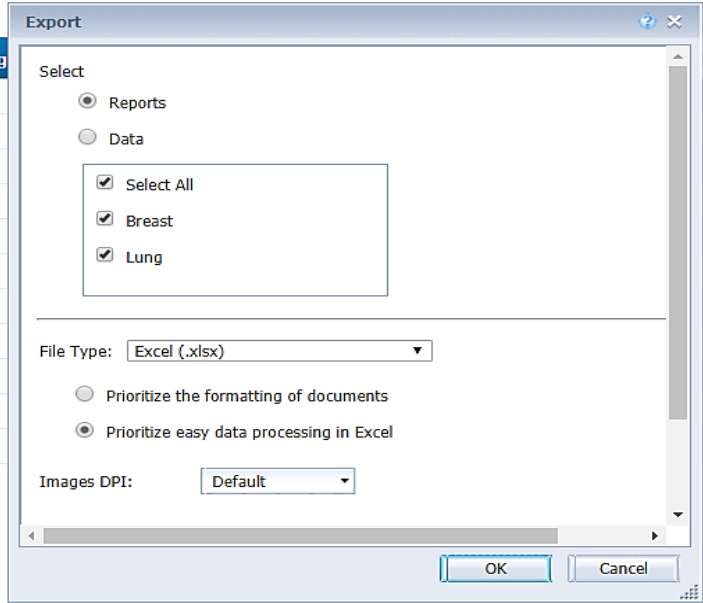 Export
Select
Reports
Data
Select All
Breast
Lung
File Type: Excel (.xlsx)
Prioritize the formatting of documents
Prioritize easy data processing in Excel
Images DPI: Default
OK Cancel